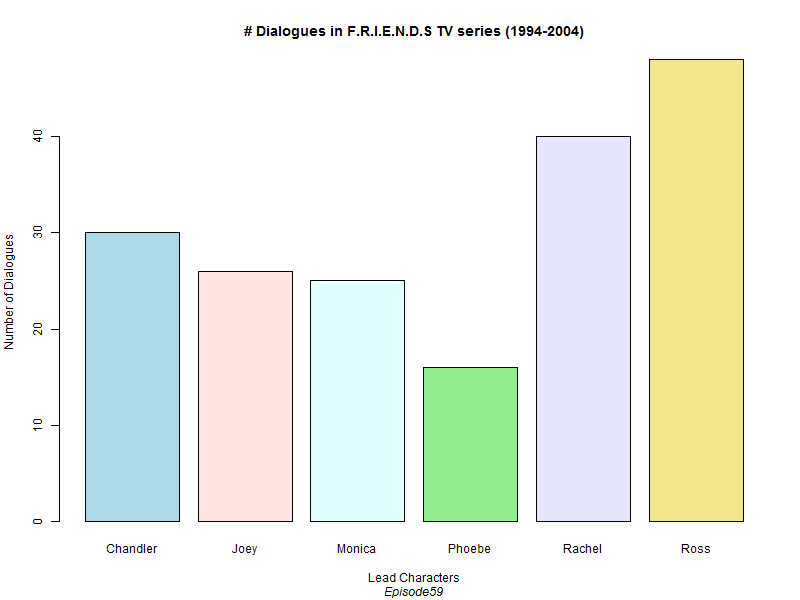 # Dialogues in F.R.I.E.N.D.S TV series (1994-2004)
Number of Dialogues
40
30
20
10
0
Chandler Joey Monica Phoebe Rachel Ross
Lead Characters
Episode59